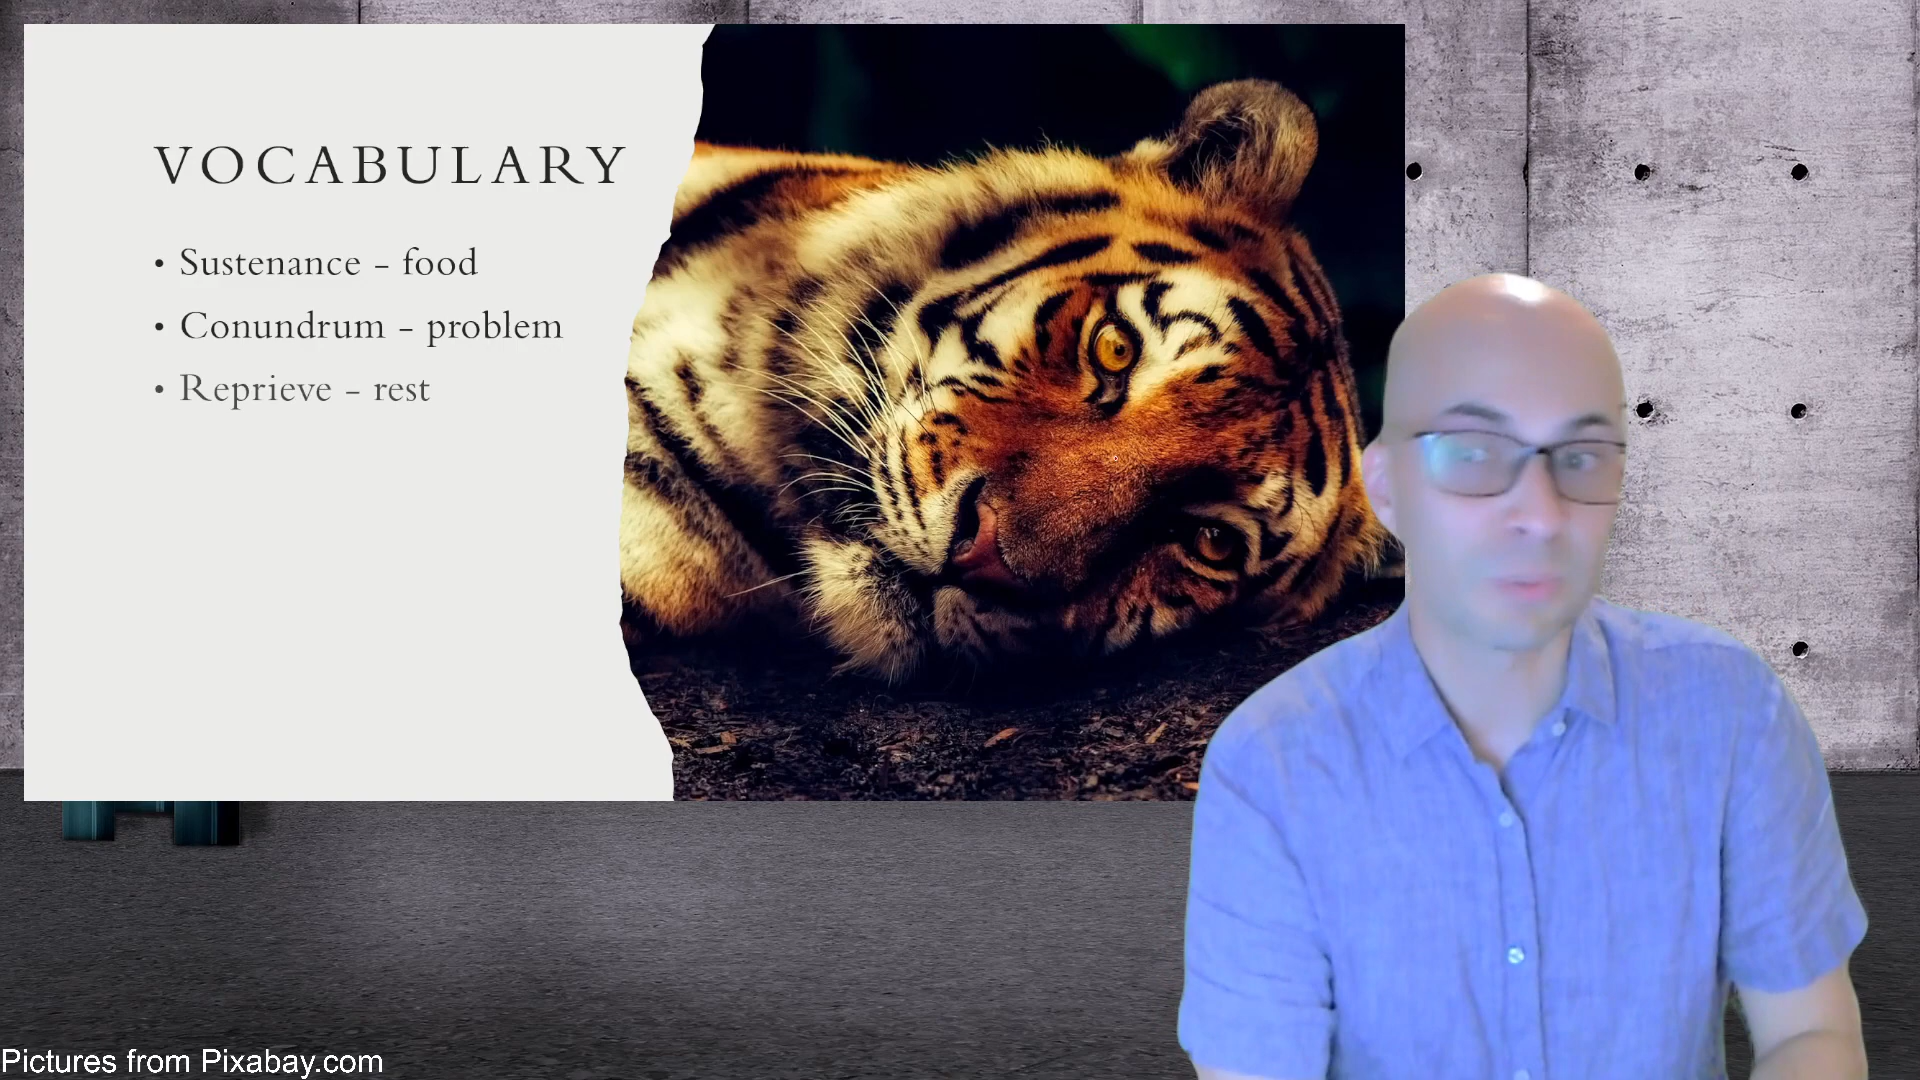 VOCABULARY
• Sustenance – food
• Conundrum – problem
• Reprieve – rest
Pictures from Pixabay.com